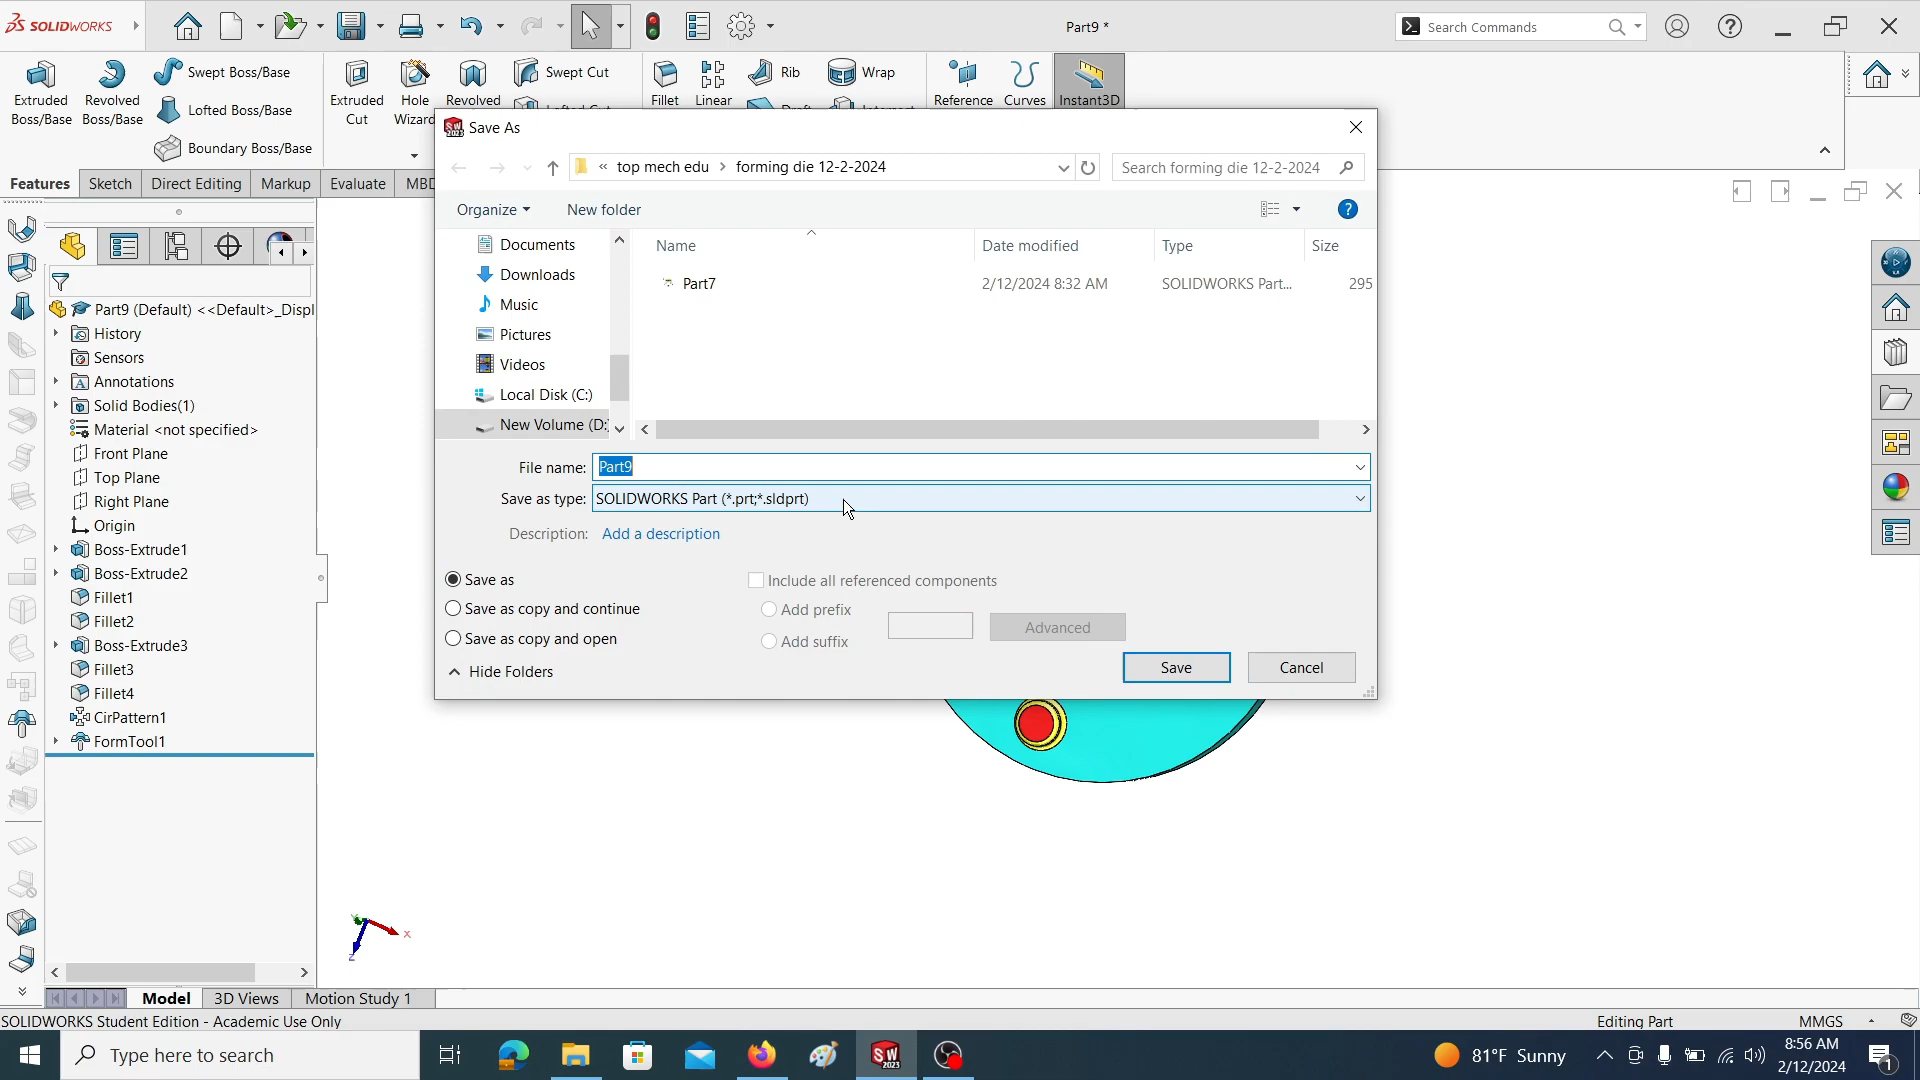 SOLIDWORKS
Part9 *
Search Commands
Extruded Boss/Base
Revolved Boss/Base
Swept Boss/Base
Lofted Boss/Base
Boundary Boss/Base
Extruded Cut
Hole Wizard
Revolved
Swept Cut
Fillet
Linear
Rib
Wrap
Reference
Curves
Instant3D
Features
Sketch
Direct Editing
Markup
Evaluate
MBD
Save As
« top mech edu > forming die 12-2-2024
Search forming die 12-2-2024
Organize
New folder
?
Documents
Downloads
Music
Pictures
Videos
Local Disk (C:)
New Volume (D:)
Name
Date modified
Type
Size
Part7
2/12/2024 8:32 AM
SOLIDWORKS Part...
295
File name:
Part9
Save as type:
SOLIDWORKS Part (*.prt;*.sldprt)
Description:
Add a description
Save as
Save as copy and continue
Save as copy and open
Include all referenced components
Add prefix
Add suffix
Advanced
Hide Folders
Save
Cancel
Part9 (Default) <<Default>_Displ
History
Sensors
Annotations
Solid Bodies(1)
Material <not specified>
Front Plane
Top Plane
Right Plane
Origin
Boss-Extrude1
Boss-Extrude2
Fillet1
Fillet2
Boss-Extrude3
Fillet3
Fillet4
CirPattern1
FormTool1
x
z
Model
3D Views
Motion Study 1
SOLIDWORKS Student Edition - Academic Use Only
Editing Part
MMGS
Type here to search
SW
2023
81°F Sunny
8:56 AM
2/12/2024
1